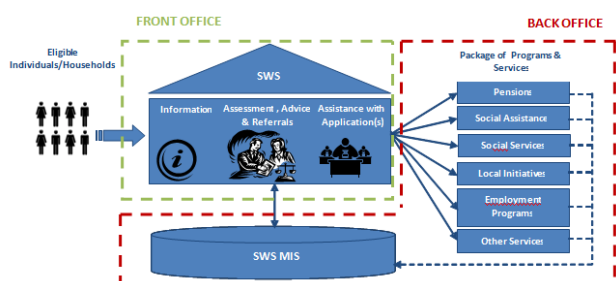 FRONT OFFICE
BACK OFFICE
Eligible
Individuals/Households
SWS
Information
Assessment, Advice
& Referrals
Assistance with
Application(s)
Package of Programs &
Services
Pensions
Social Assistance
Social Services
Local Initiatives
Employment
Programs
Other Services
SWS MIS